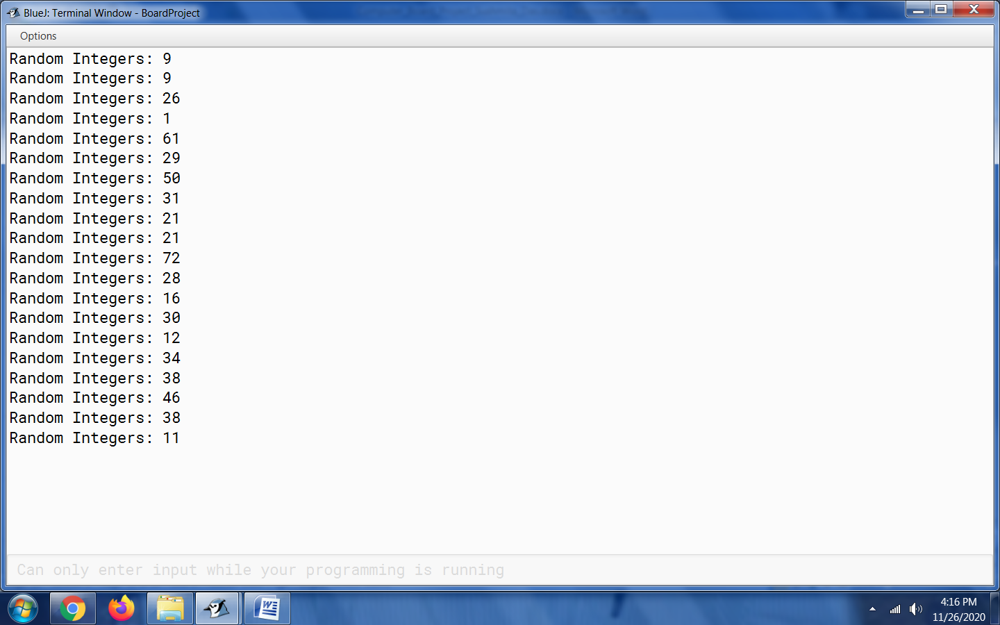 BlueJ: Terminal Window - BoardProject
Options
Random Integers: 9
Random Integers: 9
Random Integers: 26
Random Integers: 1
Random Integers: 61
Random Integers: 29
Random Integers: 50
Random Integers: 31
Random Integers: 21
Random Integers: 21
Random Integers: 72
Random Integers: 28
Random Integers: 16
Random Integers: 30
Random Integers: 12
Random Integers: 34
Random Integers: 38
Random Integers: 46
Random Integers: 38
Random Integers: 11
Can only enter input while your programming is running
4:16 PM
11/26/2020